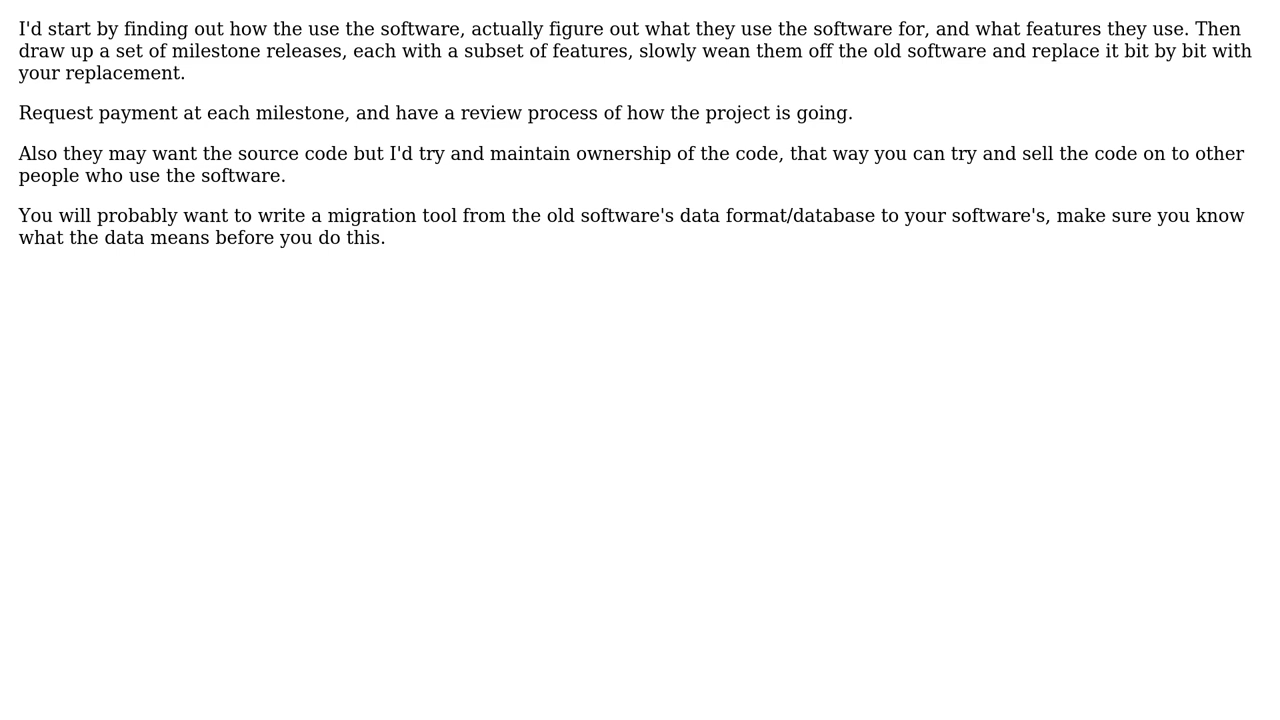 I'd start by finding out how the use the software, actually figure out what they use the software for, and what features they use. Then
draw up a set of milestone releases, each with a subset of features, slowly wean them off the old software and replace it bit by bit with
your replacement.
Request payment at each milestone, and have a review process of how the project is going.
Also they may want the source code but I'd try and maintain ownership of the code, that way you can try and sell the code on to other
people who use the software.
You will probably want to write a migration tool from the old software's data format/database to your software's, make sure you know
what the data means before you do this.